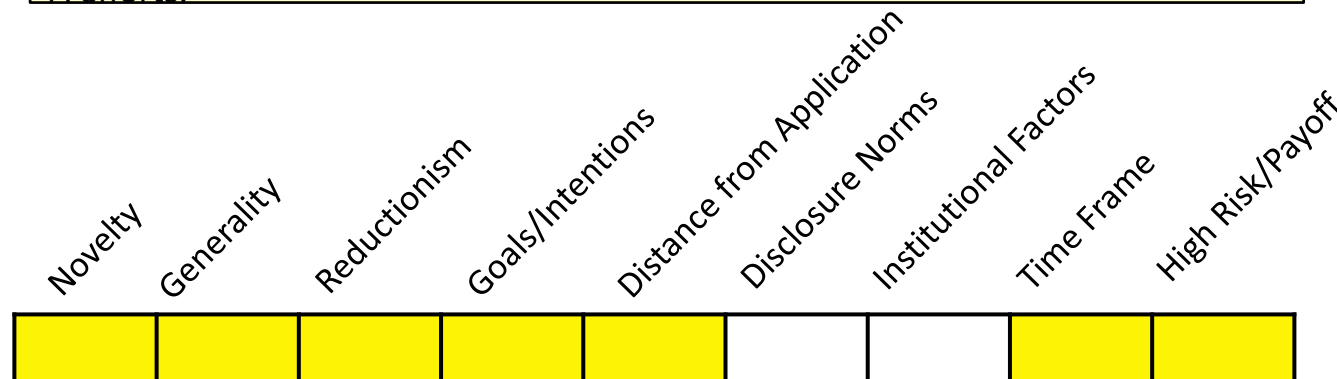 Novelty
Generality
Reductionism
Goals/Intentions
Distance from Application
Disclosure Norms
Institutional Factors
Time Frame
High Risk/Payoff